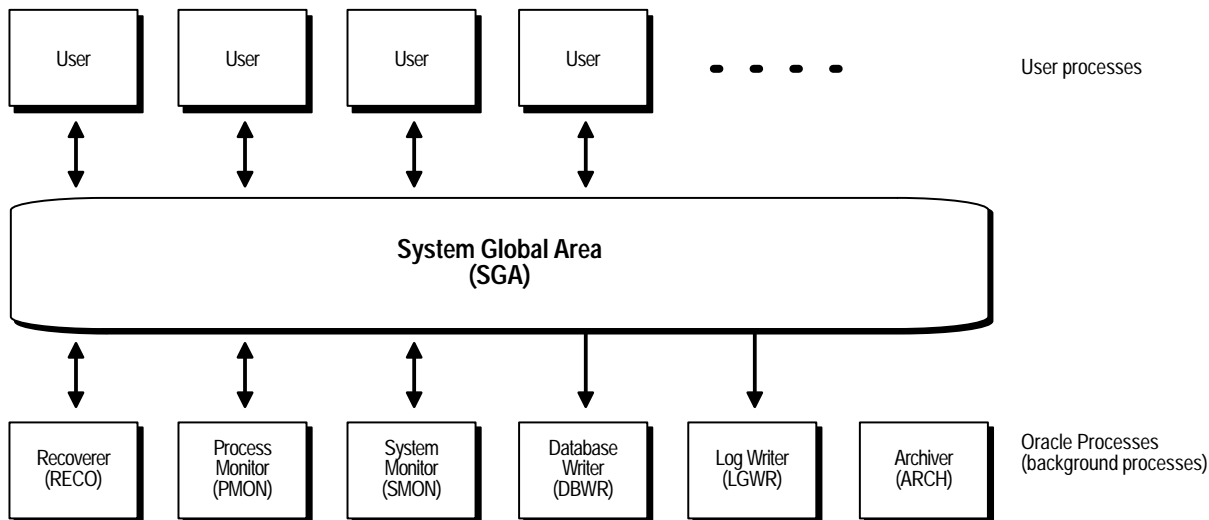 User
User
User
User
User processes
System Global Area
(SGA)
Recoverer
(RECO)
Process
Monitor
(PMON)
System
Monitor
(SMON)
Database
Writer
(DBWR)
Log Writer
(LGWR)
Archiver
(ARCH)
Oracle Processes
(background processes)